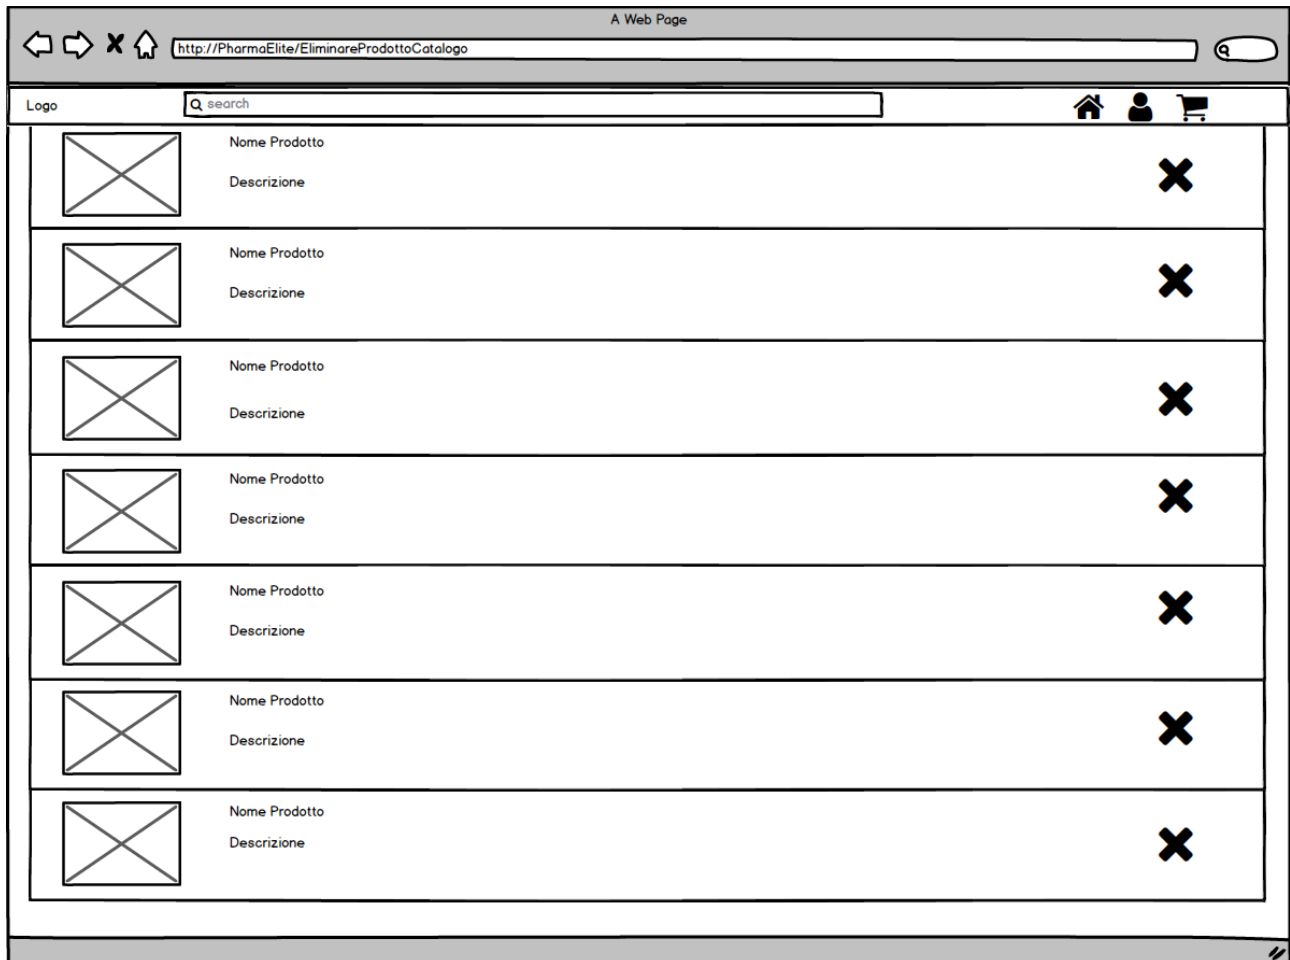 A Web Page
http://PharmaElite/EliminareProdottoCatalogo
Logo
search
Nome Prodotto
Descrizione
Nome Prodotto
Descrizione
Nome Prodotto
Descrizione
Nome Prodotto
Descrizione
Nome Prodotto
Descrizione
Nome Prodotto
Descrizione
Nome Prodotto
Descrizione